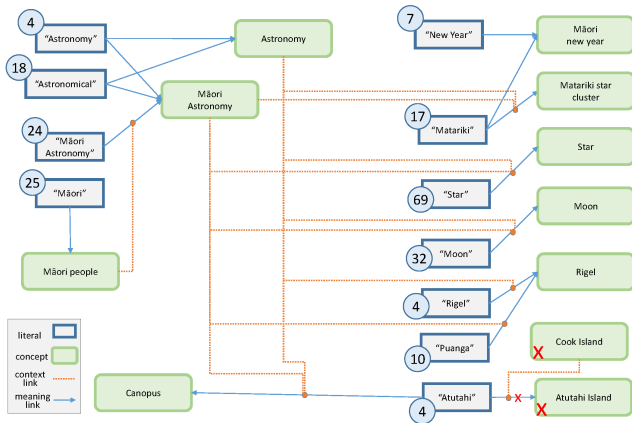 4
“Astronomy”
Astronomy
18
“Astronomical”
Māori
Astronomy
24
“Māori
Astronomy”
25
“Māori”
Māori people
7
“New Year”
Māori
new year
Matariki star
cluster
17
“Matariki”
Star
69
“Star”
Moon
32
“Moon”
Rigel
4
“Rigel”
10
“Puanga”
Cook Island
X
Canopus
“Atutahi”
4
X
Atutahi Island
X
literal
concept
context
link
meaning
link